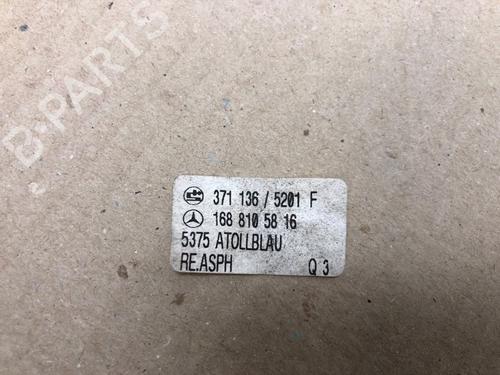 B-PARTS
371 136 / 5201 F
168 810 58 16
5375 ATOLLBLAU
RE.ASPH Q 3